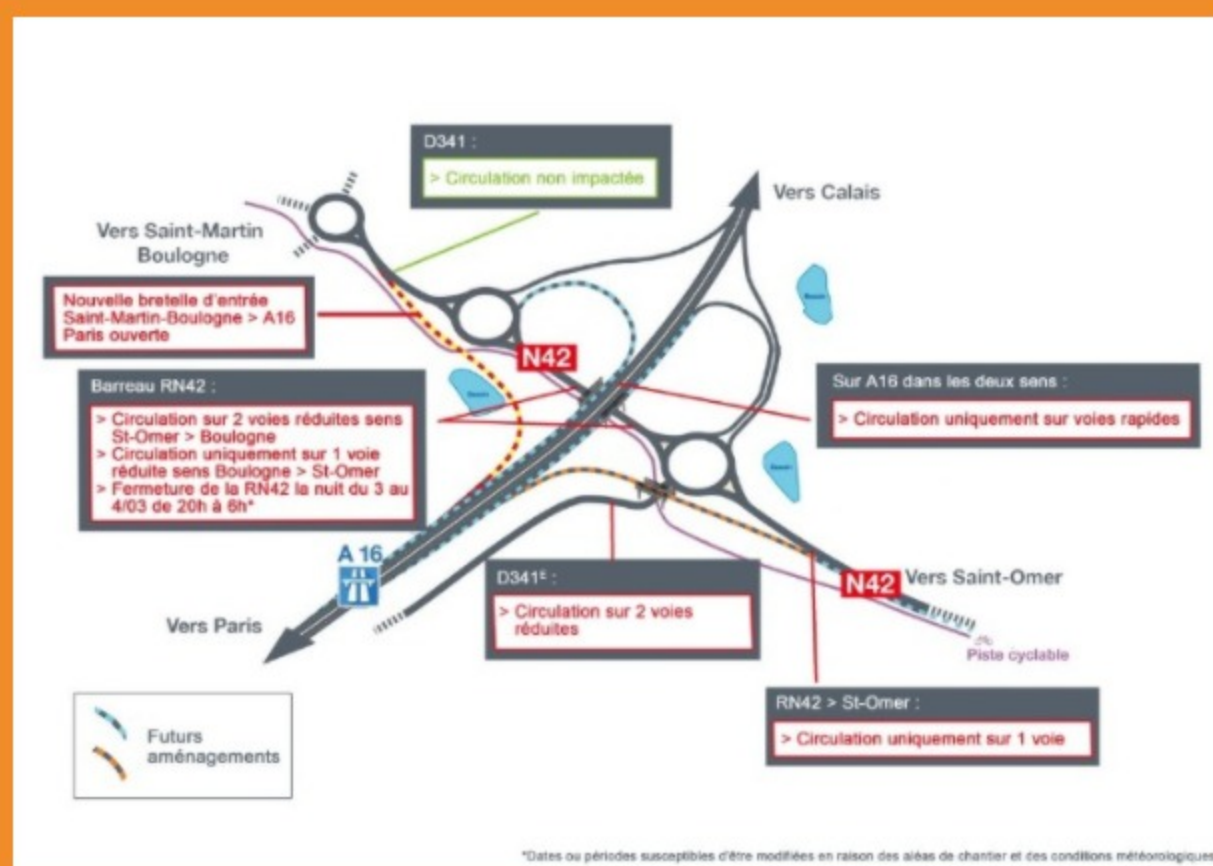 D341 :
> Circulation non impactée
Vers Calais
Vers Saint-Martin
Boulogne
Nouvelle bretelle d'entrée
Saint-Martin-Boulogne > A16
Paris ouverte
N42
Bassin
Barreau RN42 :
> Circulation sur 2 voies réduites sens
St-Omer > Boulogne
> Circulation uniquement sur 1 voie
réduite sens Boulogne > St-Omer
> Fermeture de la RN42 la nuit du 3 au
4/03 de 20h à 6h*
Bassin
Sur A16 dans les deux sens :
> Circulation uniquement sur voies rapides
Bassin
A 16
D341E :
> Circulation sur 2 voies
réduites
N42
Vers Saint-Omer
Vers Paris
Piste cyclable
RN42 > St-Omer :
> Circulation uniquement sur 1 voie
Futurs
aménagements
*Dates ou périodes susceptibles d'être modifiées en raison des aléas de chantier et des conditions météorologiques